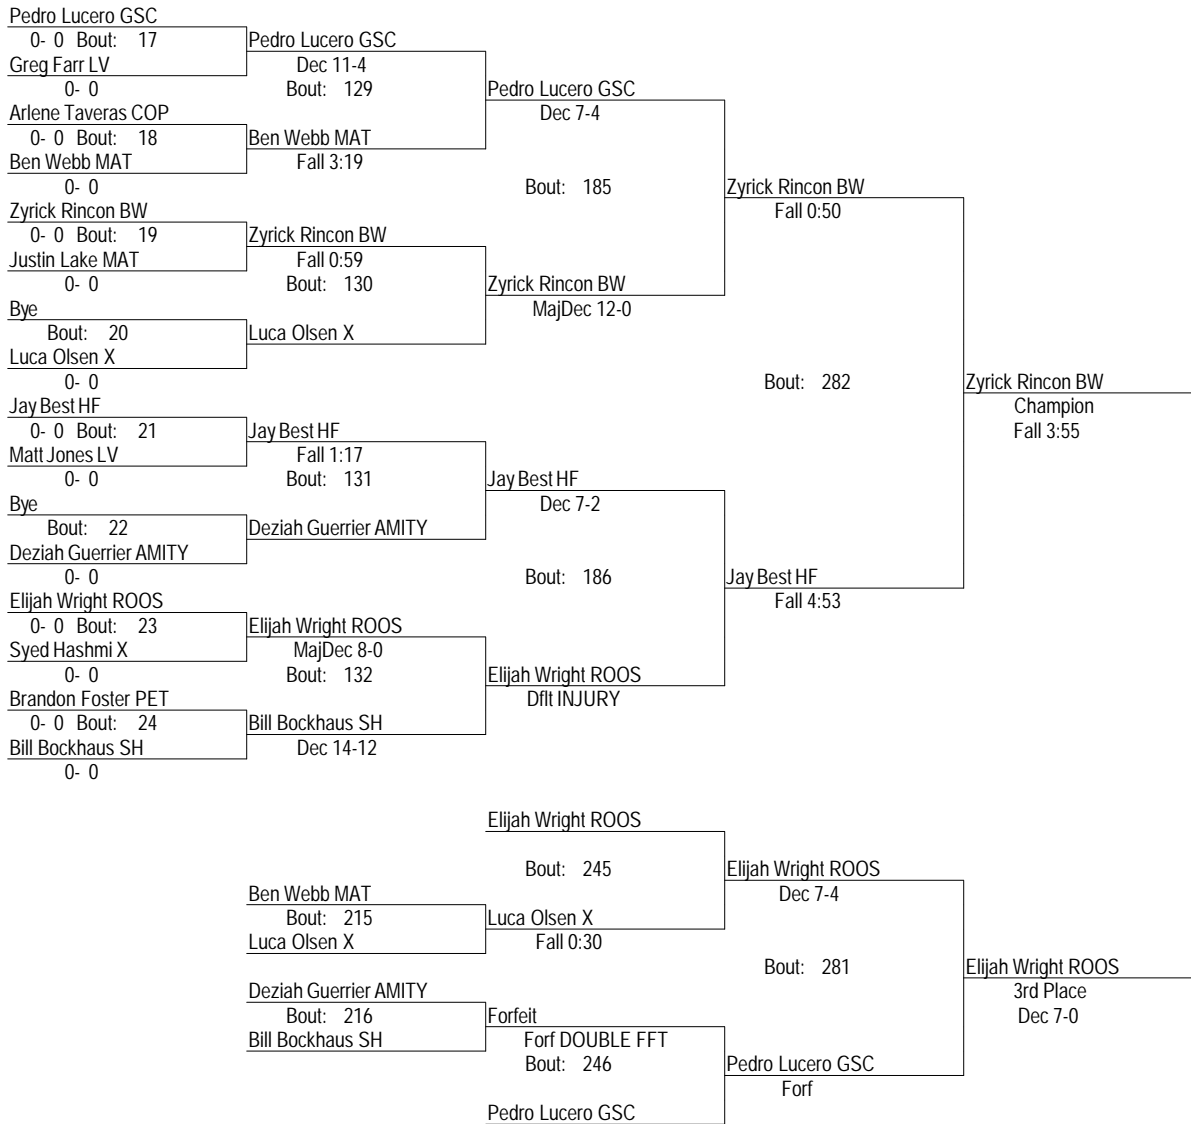 Pedro Lucero GSC
0- 0 Bout: 17
Pedro Lucero GSC
Greg Farr LV
Dec 11-4
0- 0
Bout: 129
Pedro Lucero GSC
Arlene Taveras COP
Dec 7-4
0- 0 Bout: 18
Ben Webb MAT
Ben Webb MAT
Fall 3:19
0- 0
Bout: 185
Zyrick Rincon BW
Zyrick Rincon BW
Fall 0:50
0- 0 Bout: 19
Zyrick Rincon BW
Justin Lake MAT
Fall 0:59
0- 0
Bout: 130
Zyrick Rincon BW
Bye
MajDec 12-0
Bout: 20
Luca Olsen X
Luca Olsen X
0- 0
Bout: 282
Zyrick Rincon BW
Jay Best HF
Champion
0- 0 Bout: 21
Jay Best HF
Fall 3:55
Matt Jones LV
Fall 1:17
0- 0
Bout: 131
Jay Best HF
Bye
Dec 7-2
Bout: 22
Deziah Guerrier AMITY
Deziah Guerrier AMITY
0- 0
Bout: 186
Jay Best HF
Elijah Wright ROOS
Fall 4:53
0- 0 Bout: 23
Elijah Wright ROOS
Syed Hashmi X
MajDec 8-0
0- 0
Bout: 132
Elijah Wright ROOS
Brandon Foster PET
Dflt INJURY
0- 0 Bout: 24
Bill Bockhaus SH
Bill Bockhaus SH
Dec 14-12
0- 0
Elijah Wright ROOS
Bout: 245
Elijah Wright ROOS
Ben Webb MAT
Dec 7-4
Bout: 215
Luca Olsen X
Luca Olsen X
Fall 0:30
Bout: 281
Elijah Wright ROOS
Deziah Guerrier AMITY
3rd Place
Bout: 216
Forfeit
Dec 7-0
Bill Bockhaus SH
Forf DOUBLE FFT
Bout: 246
Pedro Lucero GSC
Forf
Pedro Lucero GSC